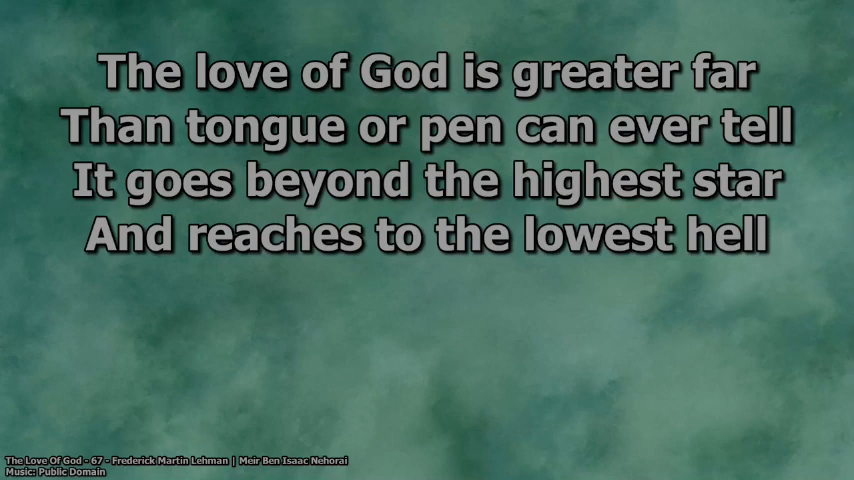 The love of God is greater far
Than tongue or pen can ever tell
It goes beyond the highest star
And reaches to the lowest hell
The Love Of God - 67 - Frederick Martin Lehman | Meir Ben Isaac Nehorai
Music: Public Domain